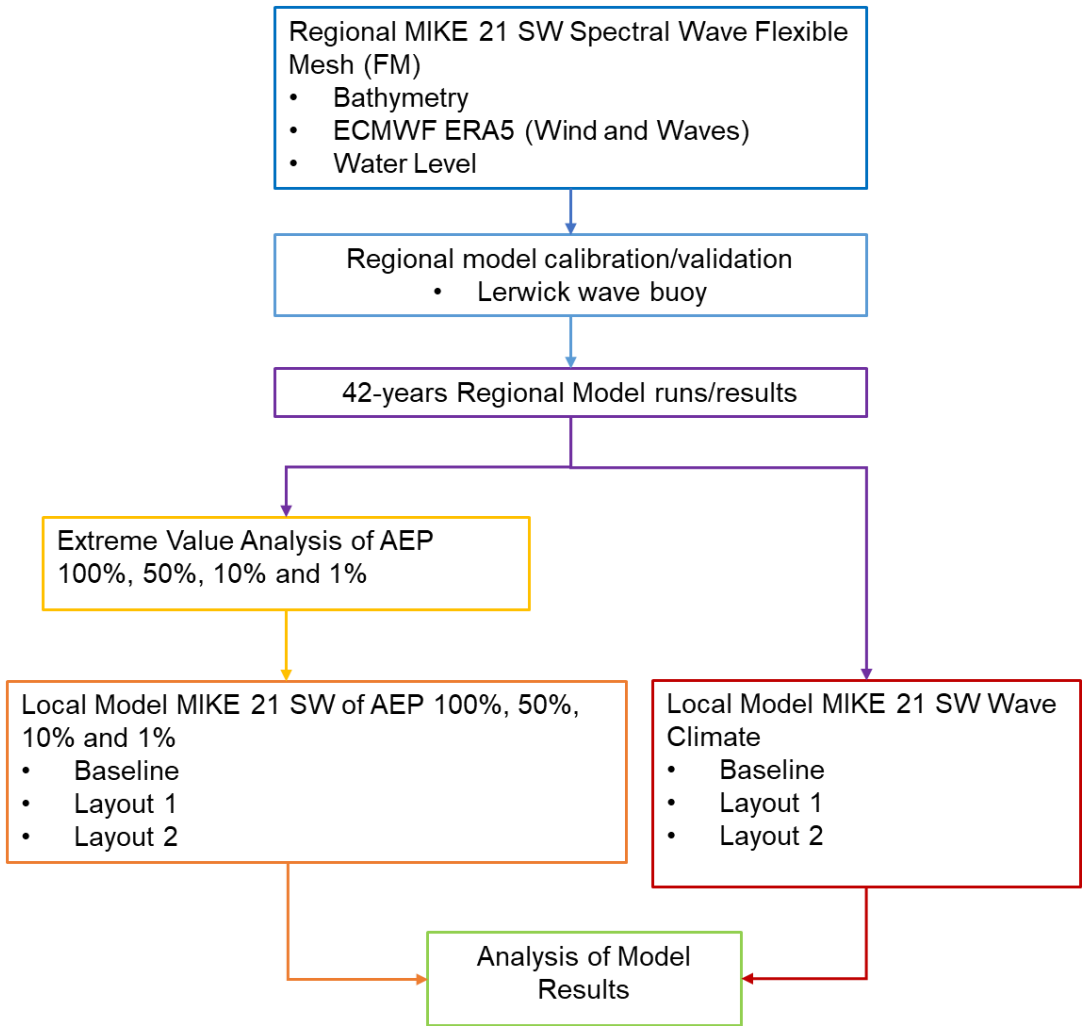 Regional MIKE 21 SW Spectral Wave Flexible
Mesh (FM)
• Bathymetry
• ECMWF ERA5 (Wind and Waves)
• Water Level
Regional model calibration/validation
• Lerwick wave buoy
42-years Regional Model runs/results
Extreme Value Analysis of AEP
100%, 50%, 10% and 1%
Local Model MIKE 21 SW of AEP 100%, 50%,
10% and 1%
• Baseline
• Layout 1
• Layout 2
Local Model MIKE 21 SW Wave
Climate
• Baseline
• Layout 1
• Layout 2
Analysis of Model
Results